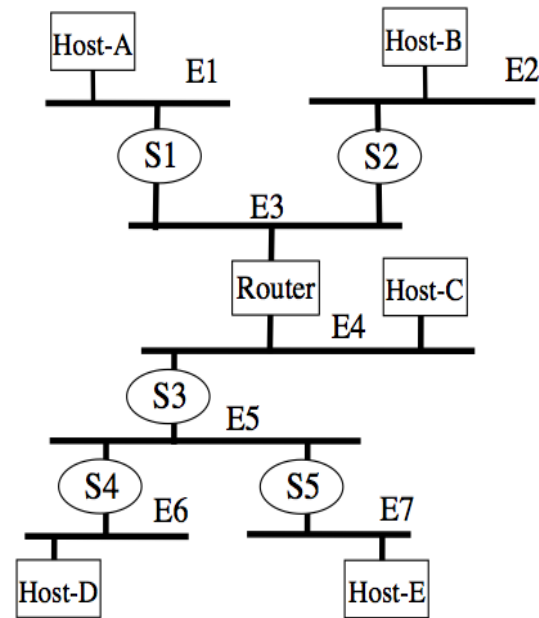 Host-A
Host-B
E1
E2
S1
S2
E3
Router
Host-C
E4
S3
E5
S4
S5
E6
E7
Host-D
Host-E